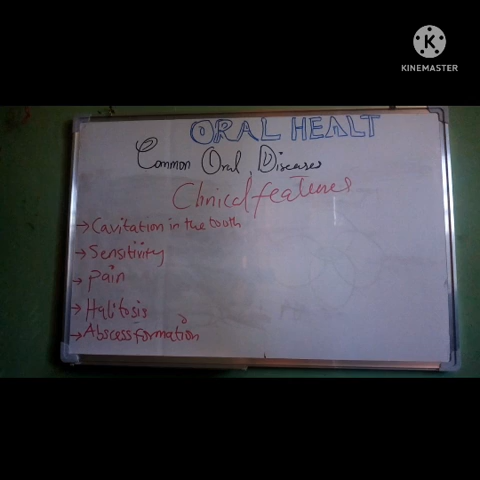 KINEMASTER
ORAL HEALT
Common Oral Diseases
Clinical features
→ Cavitation in the tooth
→ Sensitivity
→ Pain
→ Halitosis
→ Abscess formation